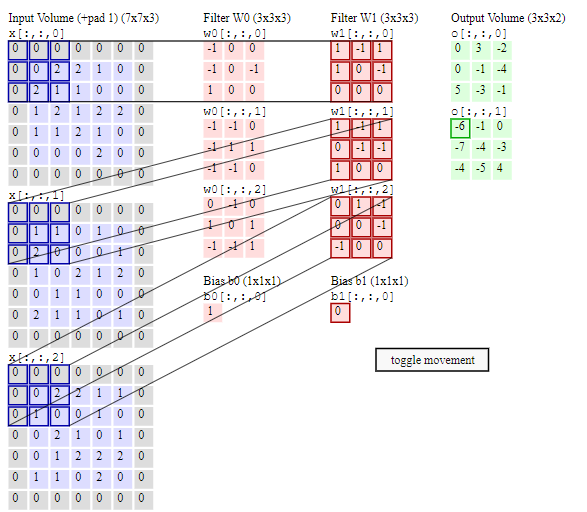 Input Volume (+pad 1) (7x7x3)
x[:,:,0]
0 0 0 0 0 0 0
0 0 2 2 1 0 0
0 2 1 1 0 0 0
0 1 2 1 2 2 0
0 1 1 2 1 0 0
0 0 0 0 2 0 0
0 0 0 0 0 0 0
x[:,:,1]
0 0 0 0 0 0 0
0 1 1 0 1 0 0
0 2 0 0 0 1 0
0 1 0 2 1 2 0
0 0 1 1 0 0 0
0 2 1 1 0 1 0
0 0 0 0 0 0 0
x[:,:,2]
0 0 0 0 0 0 0
0 0 2 2 1 1 0
0 1 0 0 1 0 0
0 0 2 1 0 1 0
0 0 1 2 2 2 0
0 1 1 0 2 0 0
0 0 0 0 0 0 0
Filter W0 (3x3x3)
w0[:,:,0]
-1 0 0
-1 0 -1
1 0 0
w0[:,:,1]
-1 -1 0
-1 1 1
-1 -1 0
w0[:,:,2]
0 -1 0
1 0 1
-1 -1 1
Bias b0 (1x1x1)
b0[:,:,0]
1
Filter W1 (3x3x3)
w1[:,:,0]
1 -1 1
1 0 -1
0 0 0
w1[:,:,1]
1 -1 1
0 -1 -1
1 0 0
w1[:,:,2]
0 1 -1
0 0 -1
-1 0 0
Bias b1 (1x1x1)
b1[:,:,0]
0
Output Volume (3x3x2)
o[:,:,0]
0 3 -2
0 -1 -4
5 -3 -1
o[:,:,1]
-6 -1 0
-7 -4 -3
-4 -5 4
toggle movement